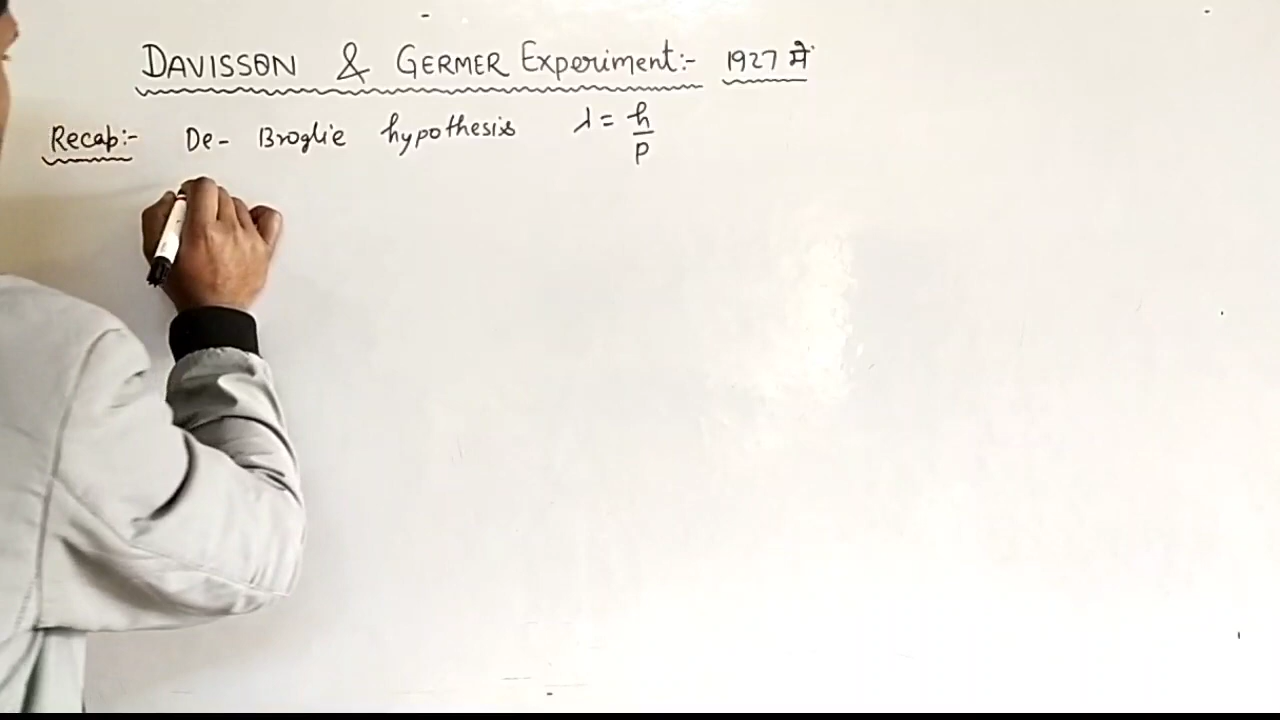 DAVISSON & GERMER Experiment:- 1927 में
Recap:- De-Broglie hypothesis λ = h/p